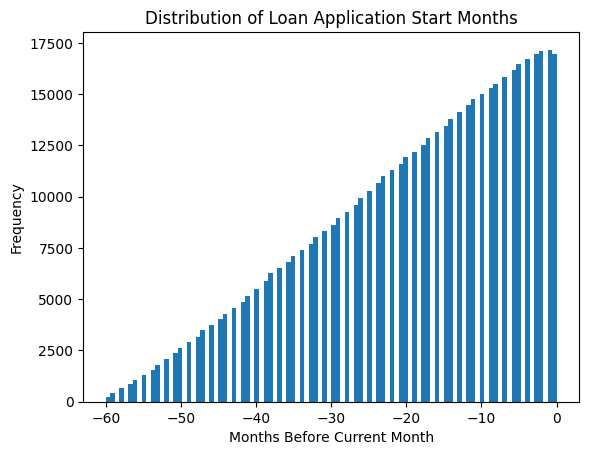 Distribution of Loan Application Start Months
17500
15000
12500
10000
7500
5000
2500
0
Frequency
−60 −50 −40 −30 −20 −10 0
Months Before Current Month